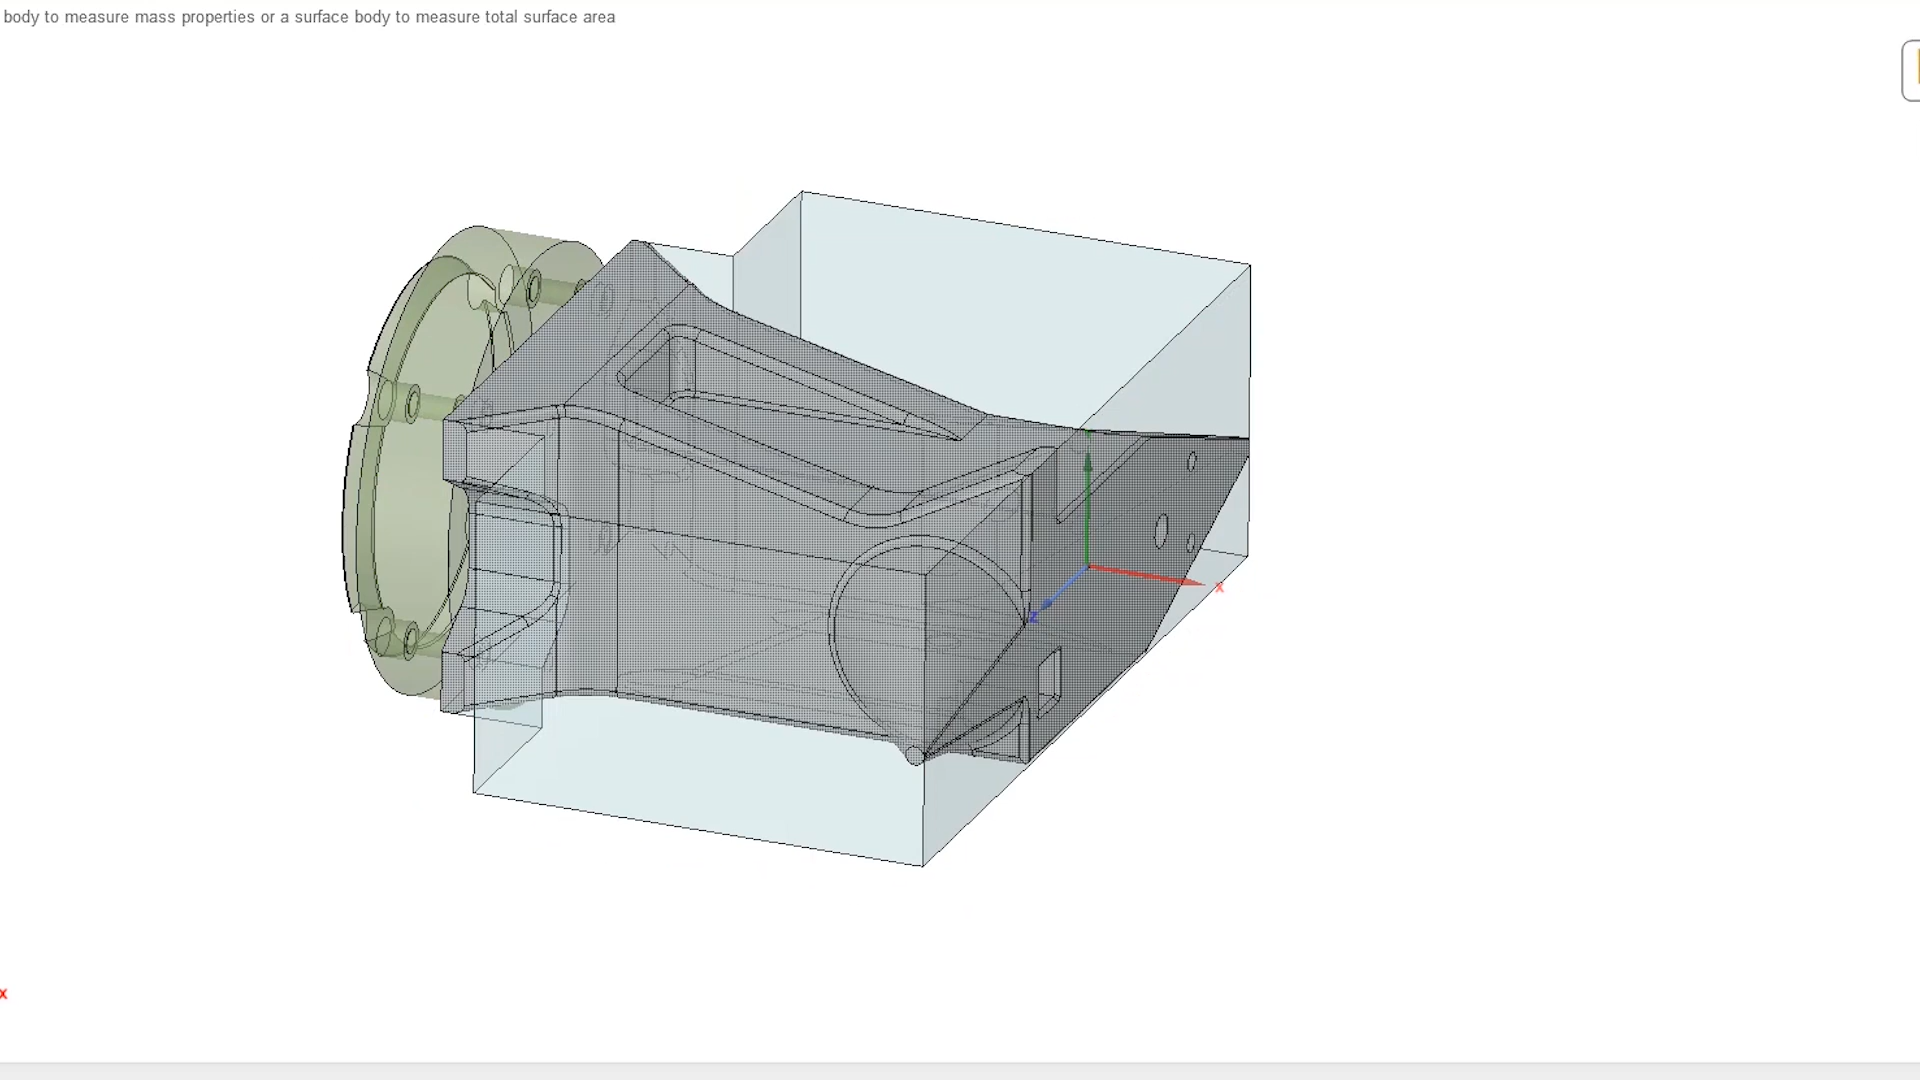 body to measure mass properties or a surface body to measure total surface area
X
Z
X